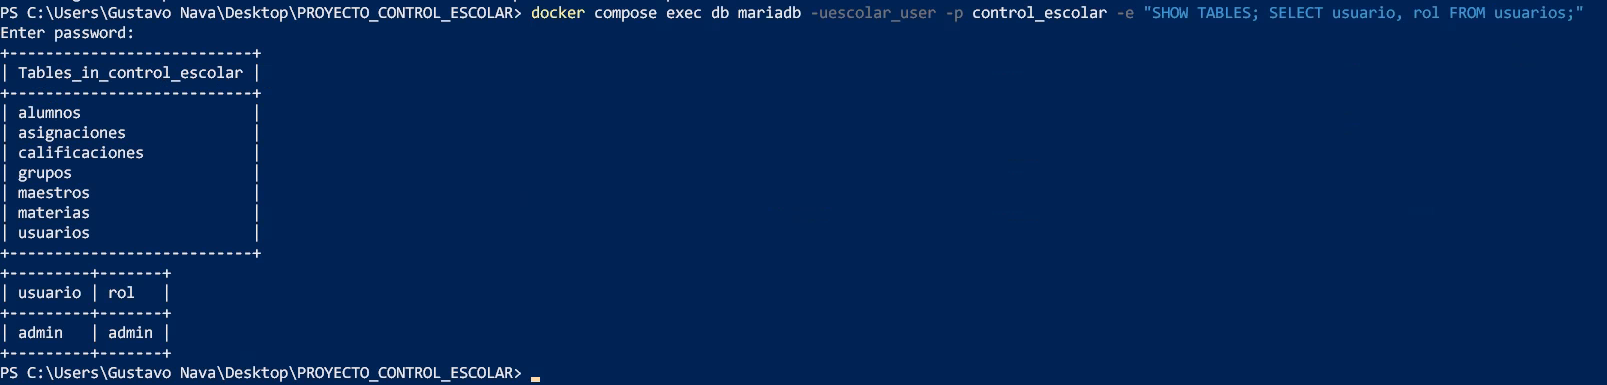 PS C:\Users\Gustavo Nava\Desktop\PROYECTO_CONTROL_ESCOLAR> docker compose exec db mariadb -uescolar_user -p control_escolar -e "SHOW TABLES; SELECT usuario, rol FROM usuarios;"
Enter password:
+---------------------------+
| Tables_in_control_escolar |
+---------------------------+
| alumnos                   |
| asignaciones              |
| calificaciones            |
| grupos                    |
| maestros                  |
| materias                  |
| usuarios                  |
+---------------------------+
+---------+-------+
| usuario | rol   |
+---------+-------+
| admin   | admin |
+---------+-------+
PS C:\Users\Gustavo Nava\Desktop\PROYECTO_CONTROL_ESCOLAR>